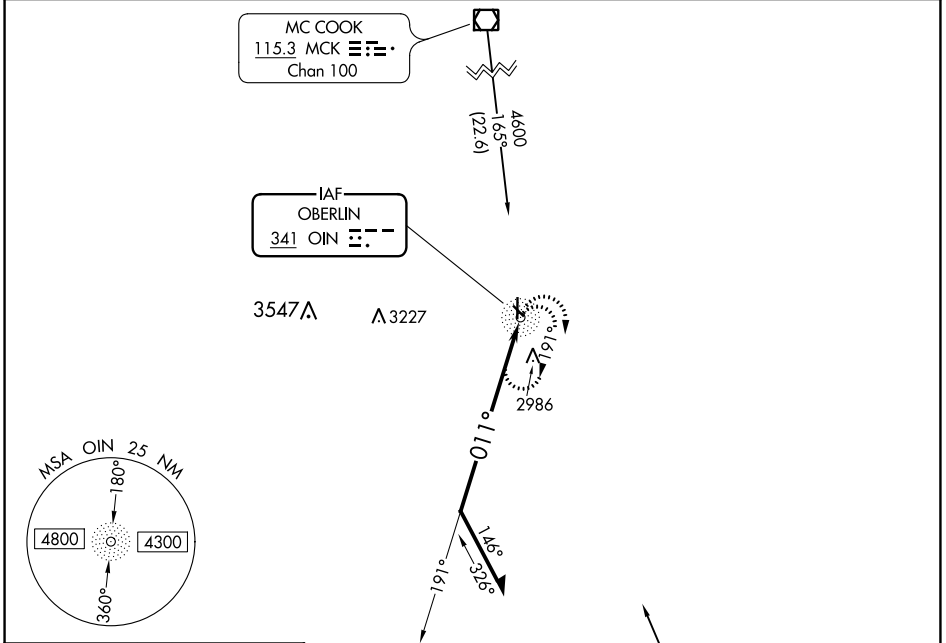 MC COOK
115.3 MCK
Chan 100
4600
165°
(22.6)
IAF
OBERLIN
341 OIN
3547
3227
191°
2986
011°
MSA OIN 25 NM
180°
4800
4300
360°
146°
326°
191°